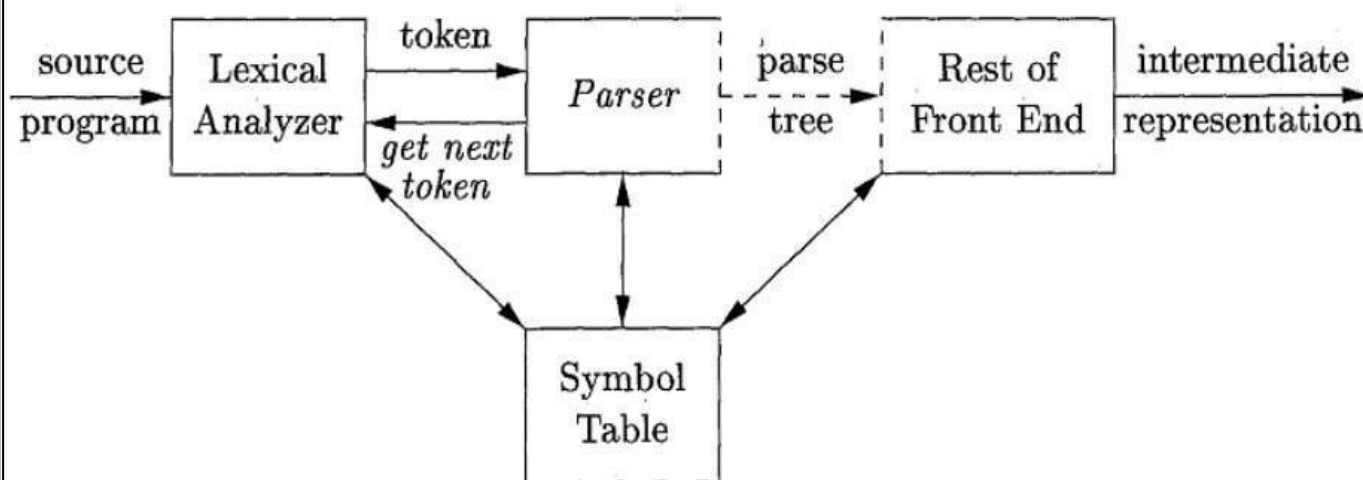 source
program
Lexical
Analyzer
token
get next
token
Parser
parse
tree
Rest of
Front End
intermediate
representation
Symbol
Table